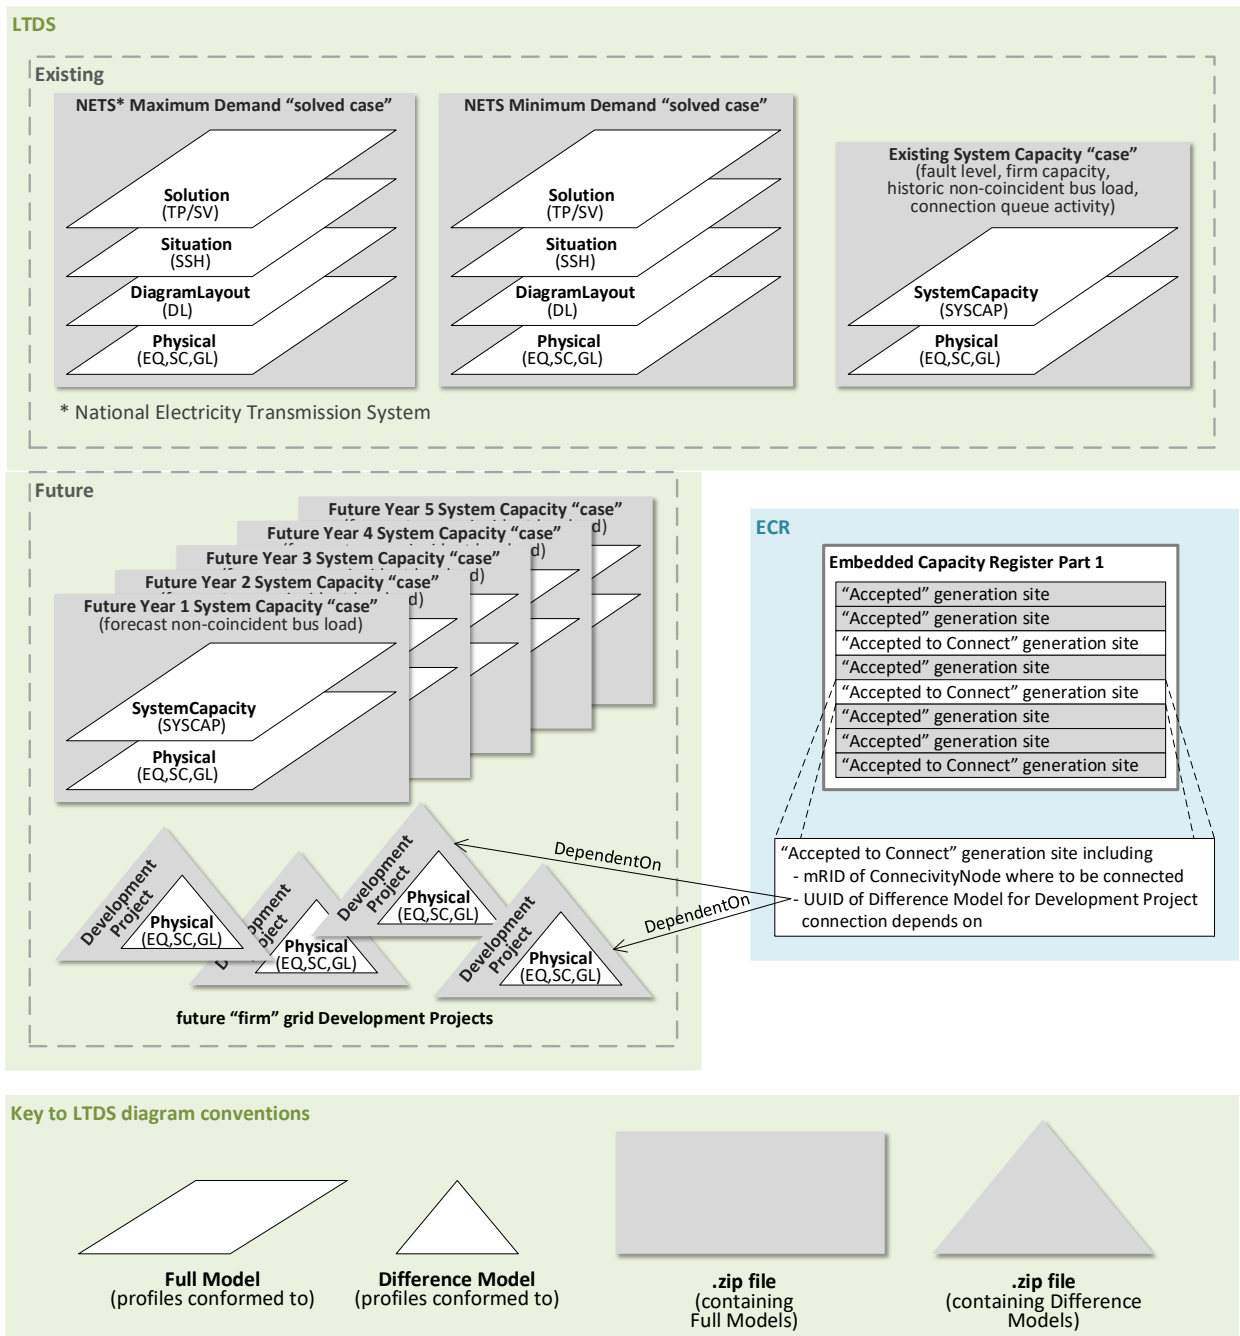 LTDS
Existing
NETS* Maximum Demand “solved case”
Solution
(TP/SV)
Situation
(SSH)
DiagramLayout
(DL)
Physical
(EQ,SC,GL)
NETS Minimum Demand “solved case”
Solution
(TP/SV)
Situation
(SSH)
DiagramLayout
(DL)
Physical
(EQ,SC,GL)
Existing System Capacity “case”
(fault level, firm capacity,
historic non-coincident bus load,
connection queue activity)
SystemCapacity
(SYSCAP)
Physical
(EQ,SC,GL)
* National Electricity Transmission System
Future
Future Year 5 System Capacity “case”
Future Year 4 System Capacity “case”
Future Year 3 System Capacity “case”
Future Year 2 System Capacity “case”
Future Year 1 System Capacity “case”
(forecast non-coincident bus load)
SystemCapacity
(SYSCAP)
Physical
(EQ,SC,GL)
Development
Project
Physical
(EQ,SC,GL)
Physical
(EQ,SC,GL)
Development
Project
Physical
(EQ,SC,GL)
Development
Project
Physical
(EQ,SC,GL)
DependentOn
DependentOn
future “firm” grid Development Projects
ECR
Embedded Capacity Register Part 1
“Accepted” generation site
“Accepted” generation site
“Accepted to Connect” generation site
“Accepted” generation site
“Accepted to Connect” generation site
“Accepted” generation site
“Accepted” generation site
“Accepted to Connect” generation site
“Accepted to Connect” generation site including
- mRID of ConnecivityNode where to be connected
- UUID of Difference Model for Development Project
connection depends on
Key to LTDS diagram conventions
Full Model
(profiles conformed to)
Difference Model
(profiles conformed to)
.zip file
(containing
Full Models)
.zip file
(containing Difference
Models)